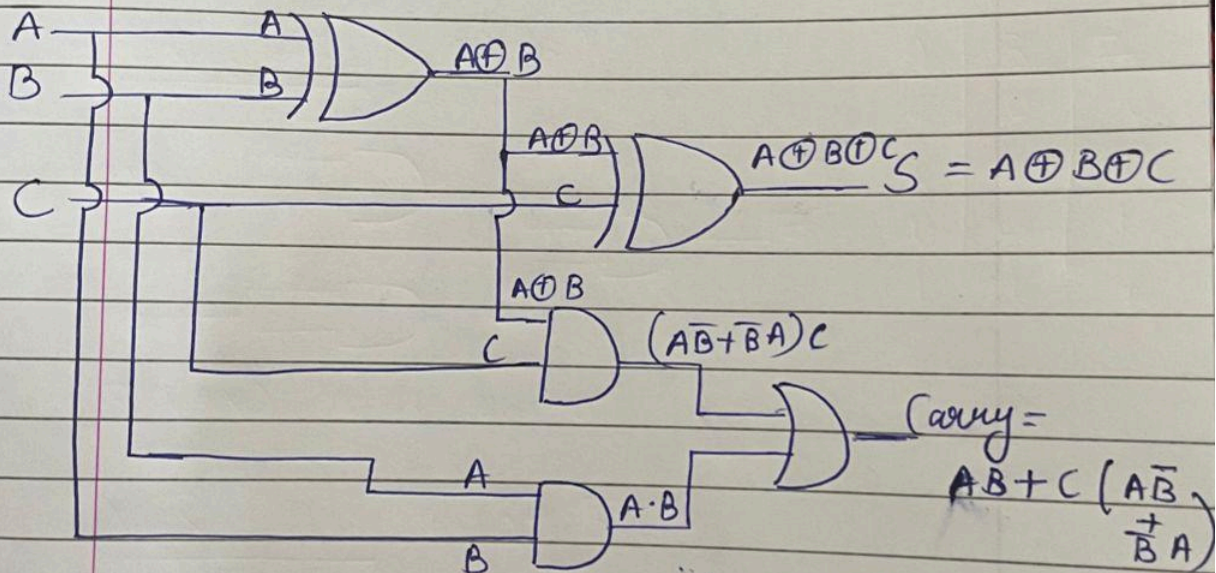 A A A⊕B
B B
A⊕B A⊕B⊕C S = A⊕B⊕C
C C
A⊕B
C (AB̅+B̅A)C
Carry=
A A·B AB+C(AB̅
+
B B̅A)